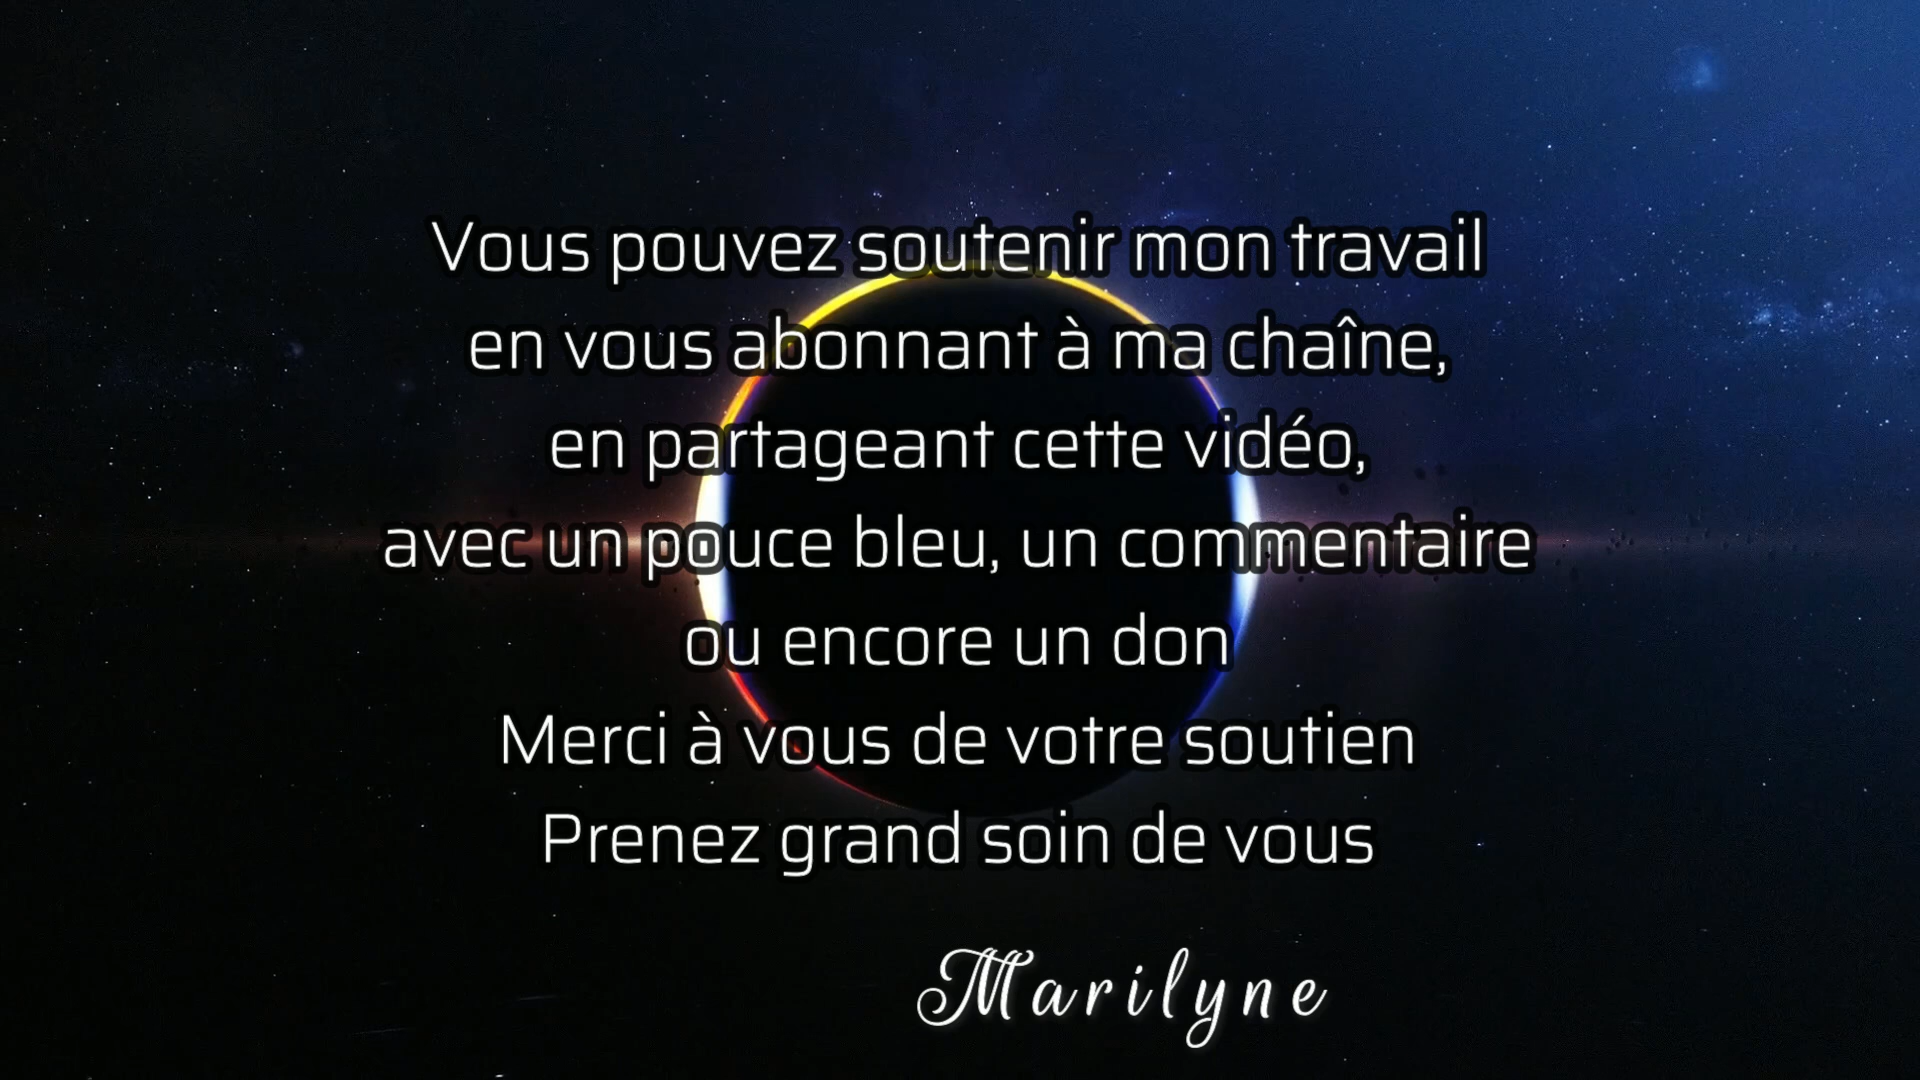 Vous pouvez soutenir mon travail
en vous abonnant à ma chaîne,
en partageant cette vidéo,
avec un pouce bleu, un commentaire
ou encore un don
Merci à vous de votre soutien
Prenez grand soin de vous
Marilyne